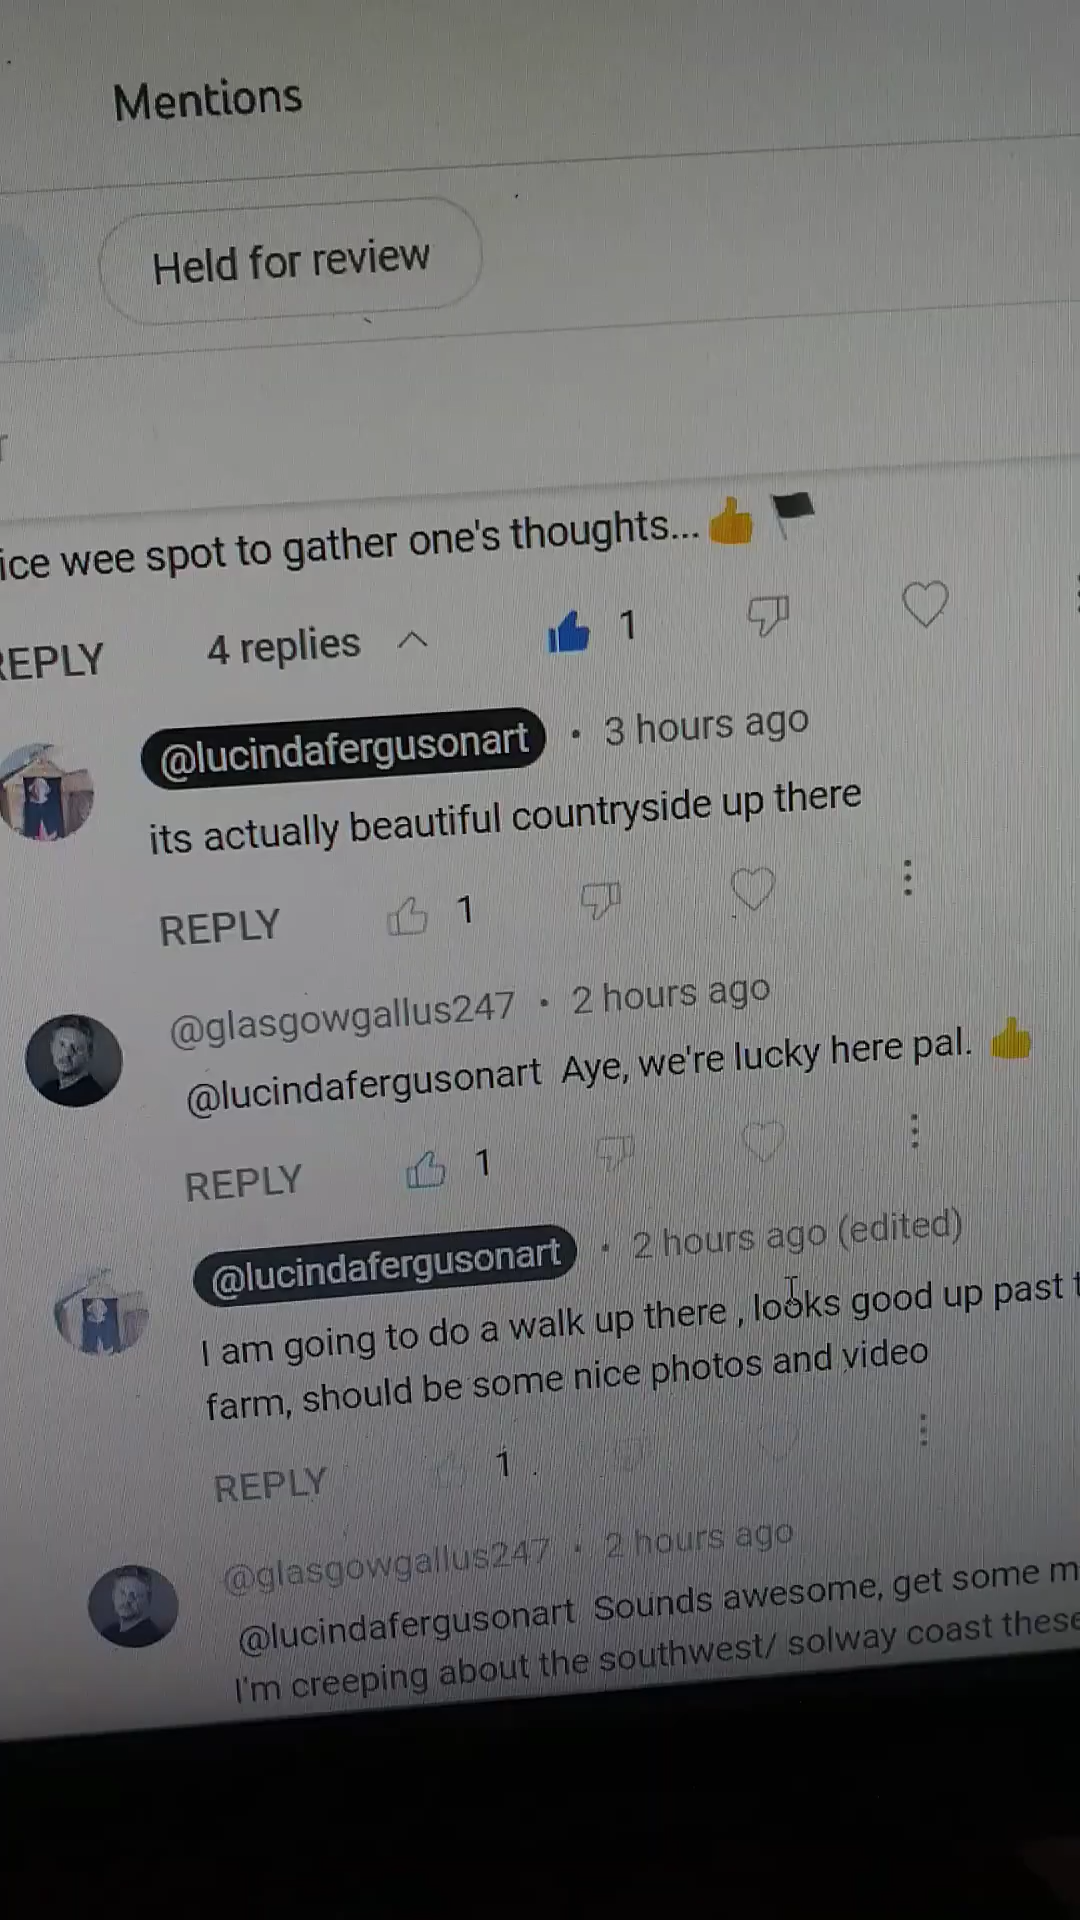 Mentions
Held for review
ice wee spot to gather one's thoughts... 👍🏴
REPLY 4 replies 1
@lucindafergusonart · 3 hours ago
its actually beautiful countryside up there
REPLY 1
@glasgowgallus247 · 2 hours ago
@lucindafergusonart Aye, we're lucky here pal. 👍
REPLY 1
@lucindafergusonart · 2 hours ago (edited)
I am going to do a walk up there , looks good up past t
farm, should be some nice photos and video
REPLY 1
@glasgowgallus247 · 2 hours ago
@lucindafergusonart Sounds awesome, get some m
I'm creeping about the southwest/ solway coast these